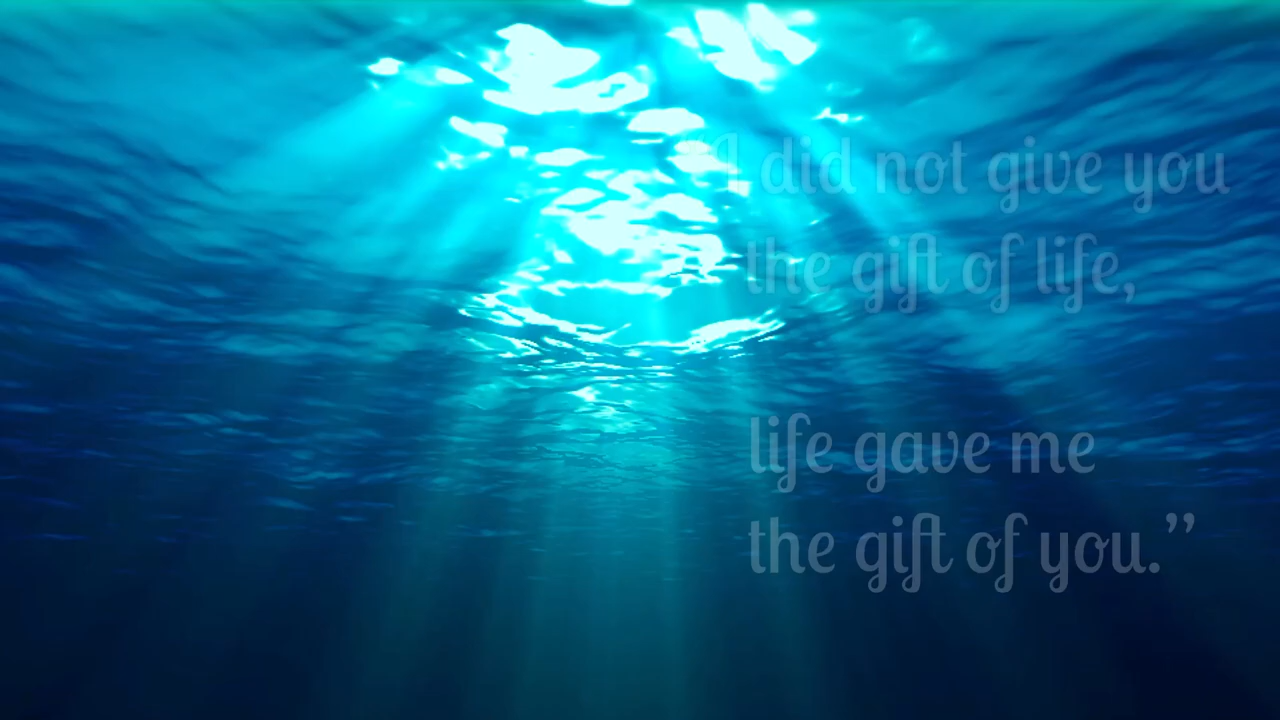 “I did not give you
the gift of life,
life gave me
the gift of you.”